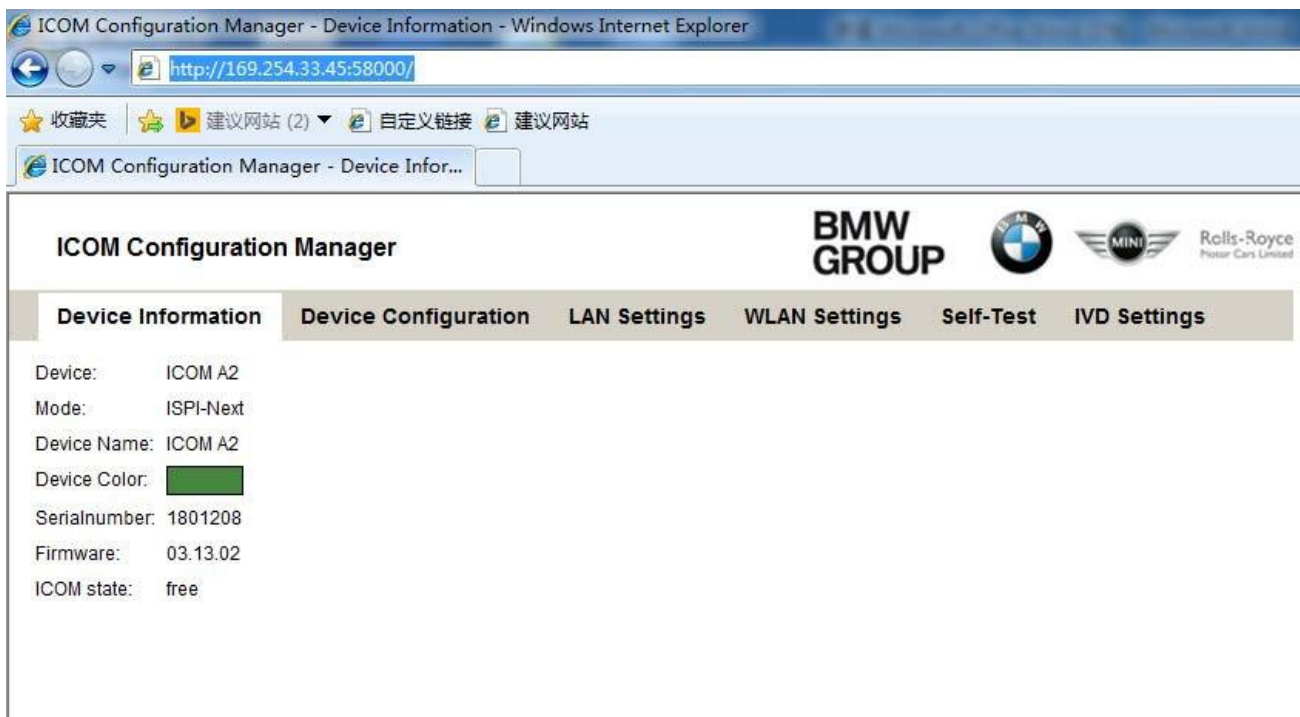 ICOM Configuration Manager - Device Information - Windows Internet Explorer
http://169.254.33.45:58000/
收藏夹 建议网站 (2) 自定义链接 建议网站
ICOM Configuration Manager - Device Infor...
ICOM Configuration Manager
BMW
GROUP
BMW
MINI
Rolls-Royce
Motor Cars Limited
Device Information Device Configuration LAN Settings WLAN Settings Self-Test IVD Settings
Device: ICOM A2
Mode: ISPI-Next
Device Name: ICOM A2
Device Color:
Serialnumber: 1801208
Firmware: 03.13.02
ICOM state: free